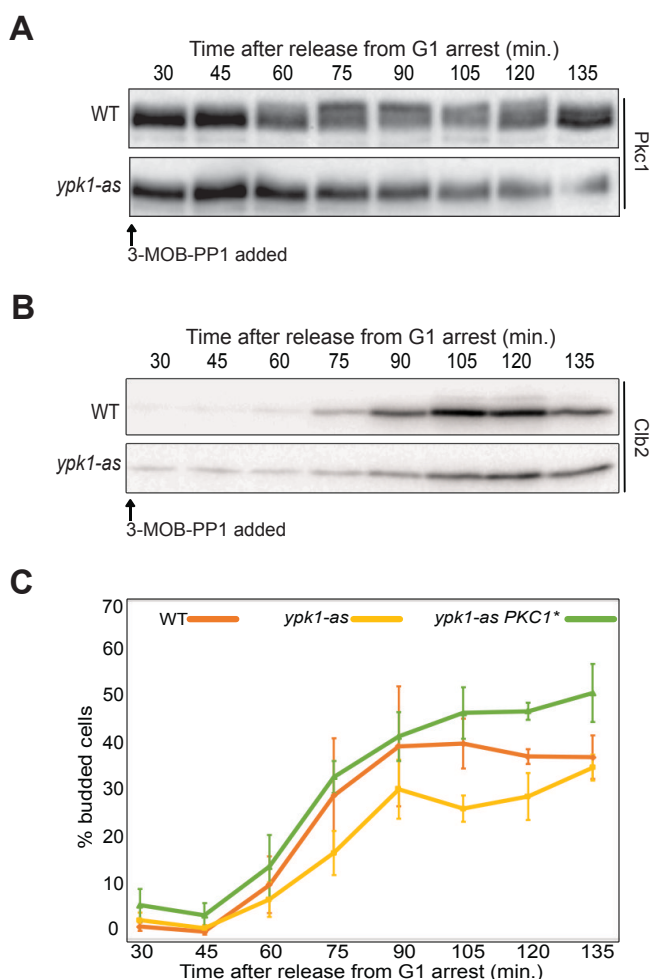 A
Time after release from G1 arrest (min.)
30 45 60 75 90 105 120 135
WT
ypk1-as
Pkc1
3-MOB-PP1 added
B
Time after release from G1 arrest (min.)
30 45 60 75 90 105 120 135
WT
ypk1-as
Clb2
3-MOB-PP1 added
C
WT ypk1-as ypk1-as PKC1*
% budded cells
70
60
50
40
30
20
10
0
30 45 60 75 90 105 120 135
Time after release from G1 arrest (min.)